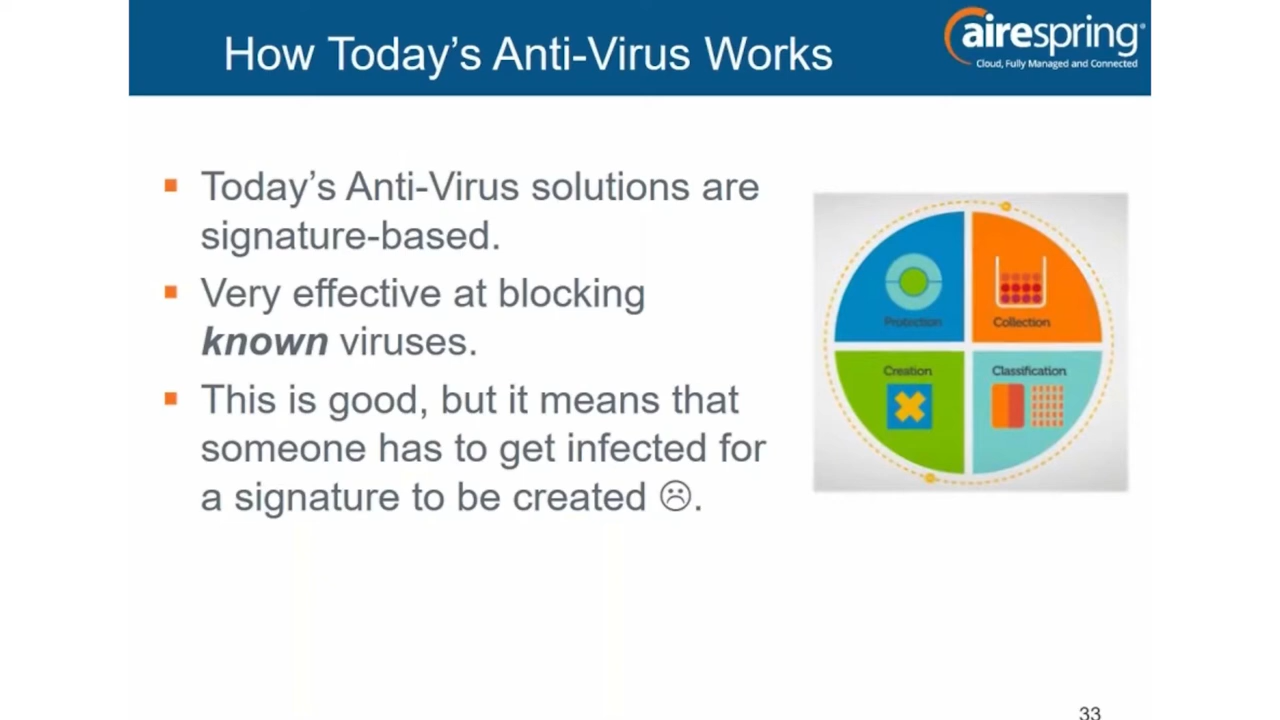 How Today's Anti-Virus Works
airespring®
Cloud, Fully Managed and Connected
▪ Today's Anti-Virus solutions are
signature-based.
▪ Very effective at blocking
known viruses.
▪ This is good, but it means that
someone has to get infected for
a signature to be created ☹.
Protection
Collection
Creation
Classification
33